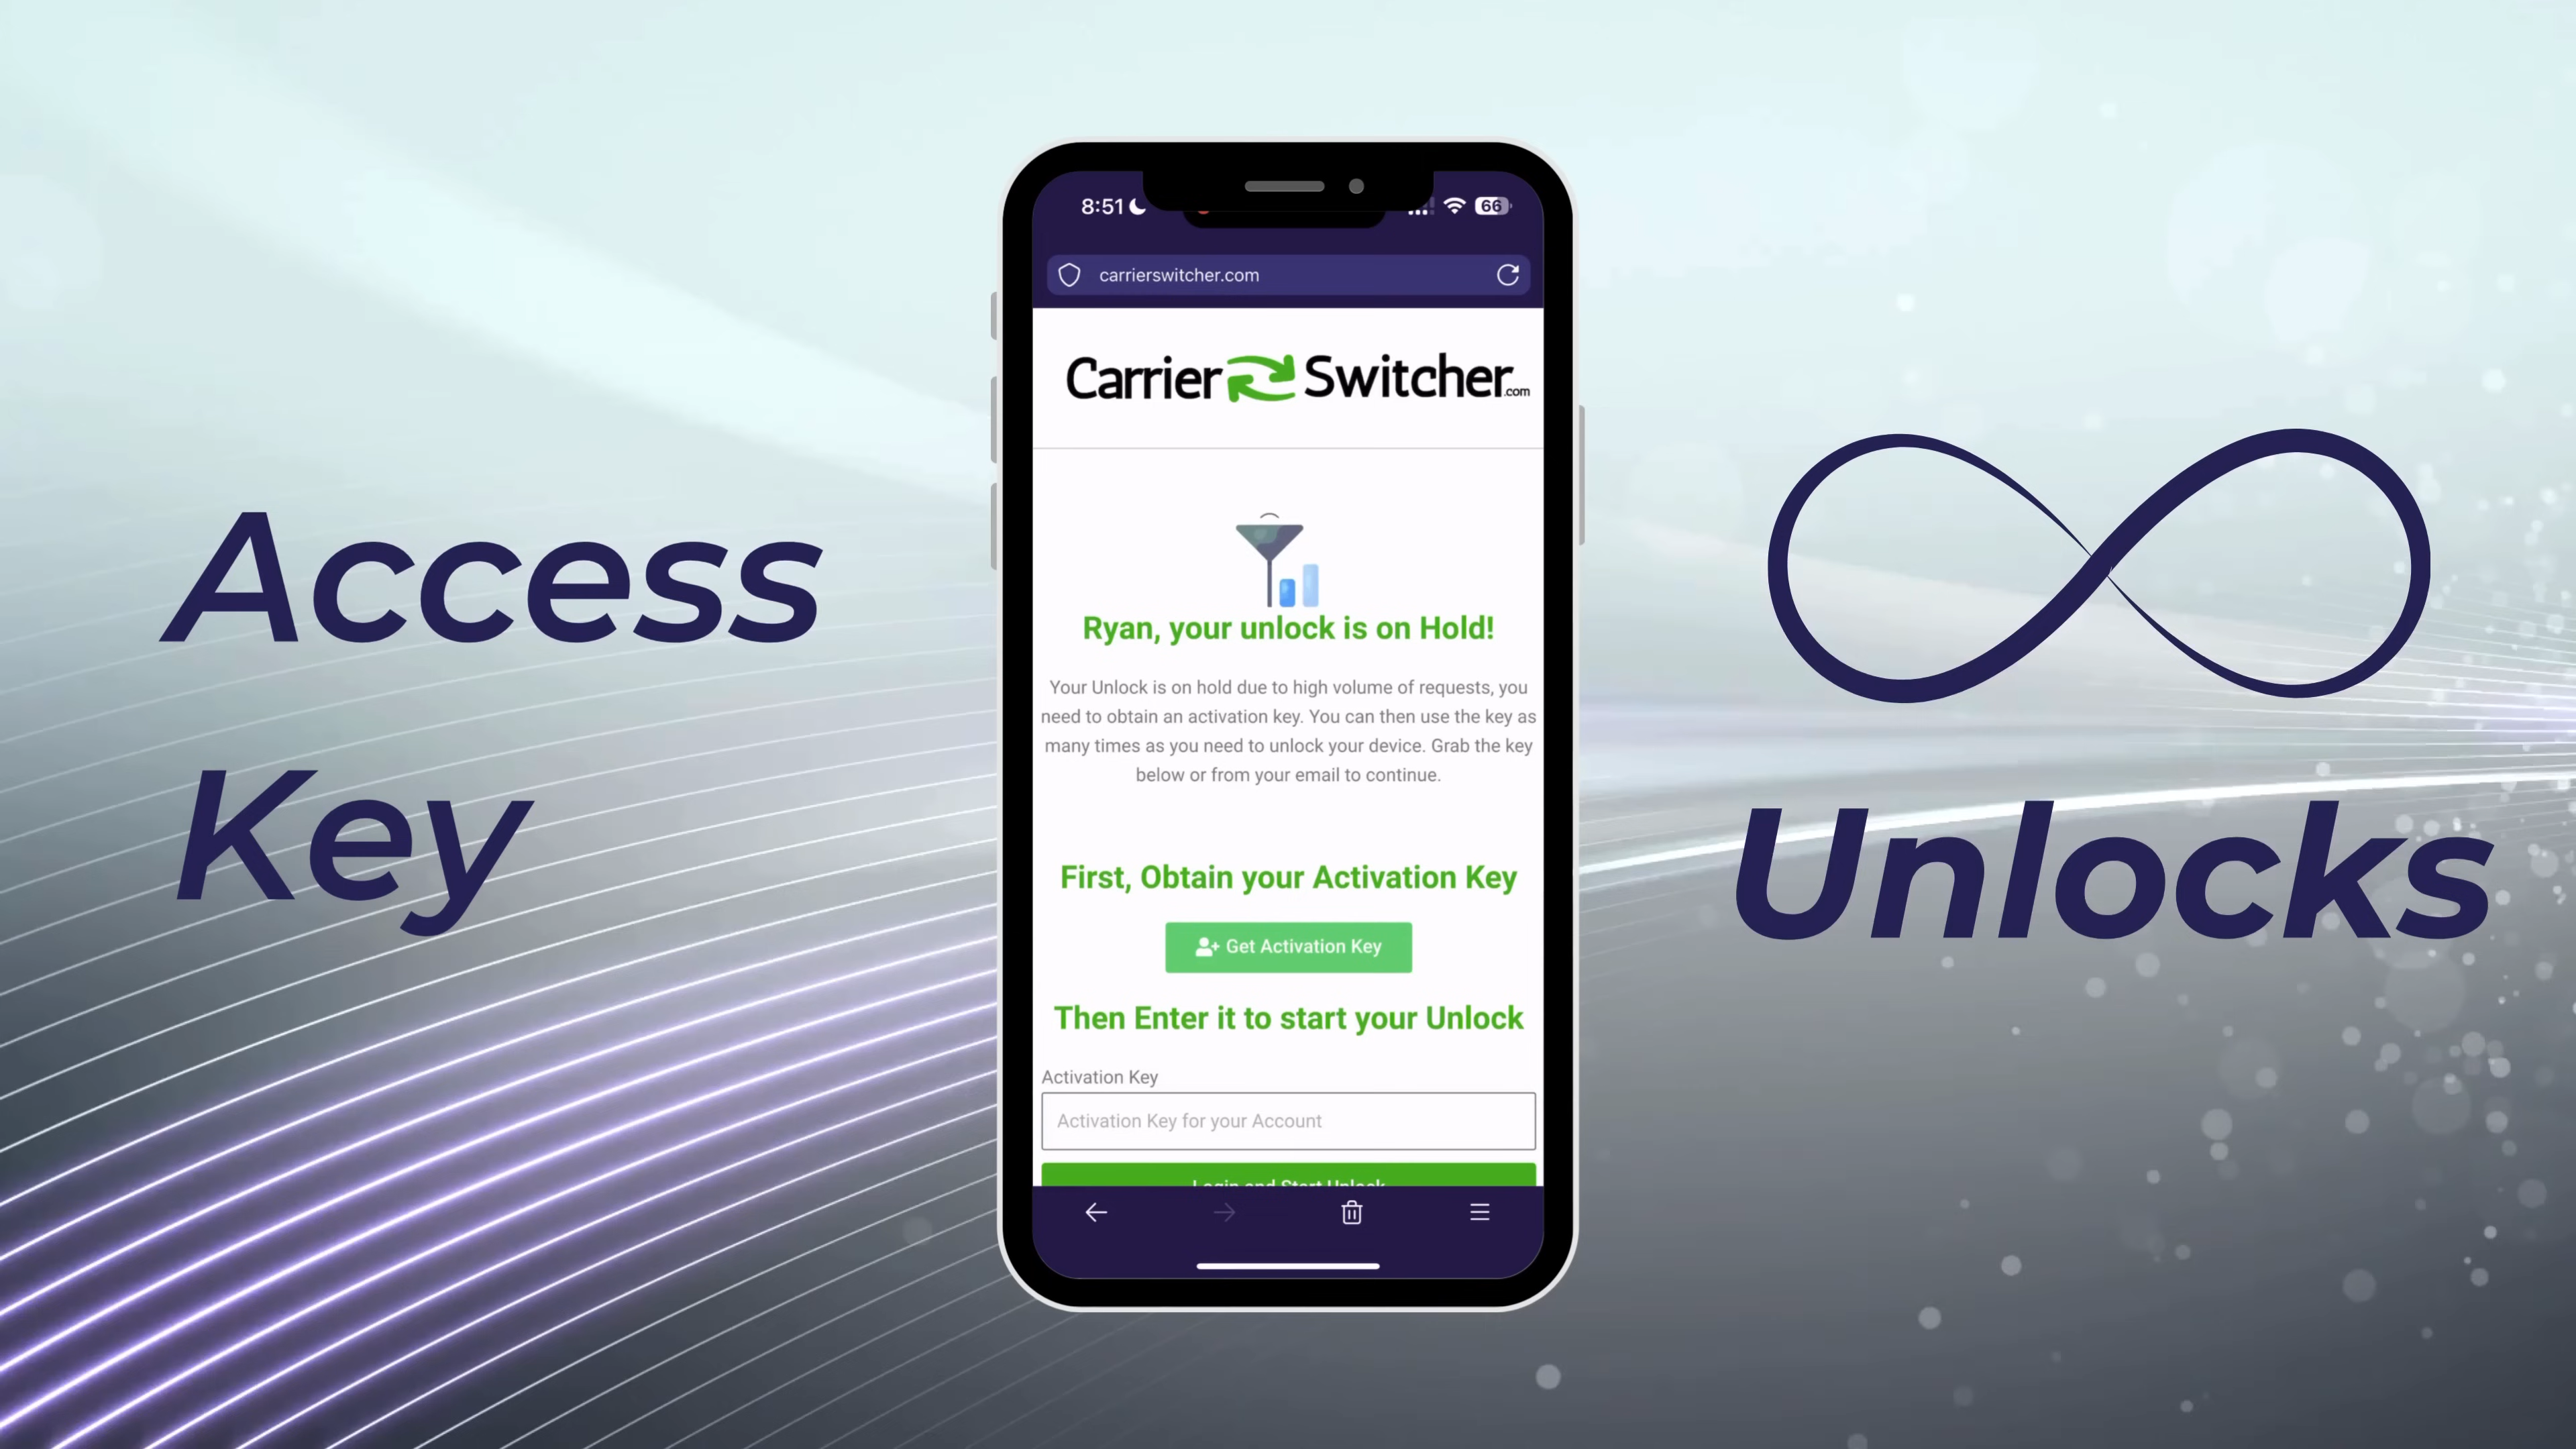 Access
Key
8:51
66
carrierswitcher.com
Carrier Switcher.com
Ryan, your unlock is on Hold!
Your Unlock is on hold due to high volume of requests, you
need to obtain an activation key. You can then use the key as
many times as you need to unlock your device. Grab the key
below or from your email to continue.
First, Obtain your Activation Key
Get Activation Key
Then Enter it to start your Unlock
Activation Key
Activation Key for your Account
Login and Start Unlock
Unlocks